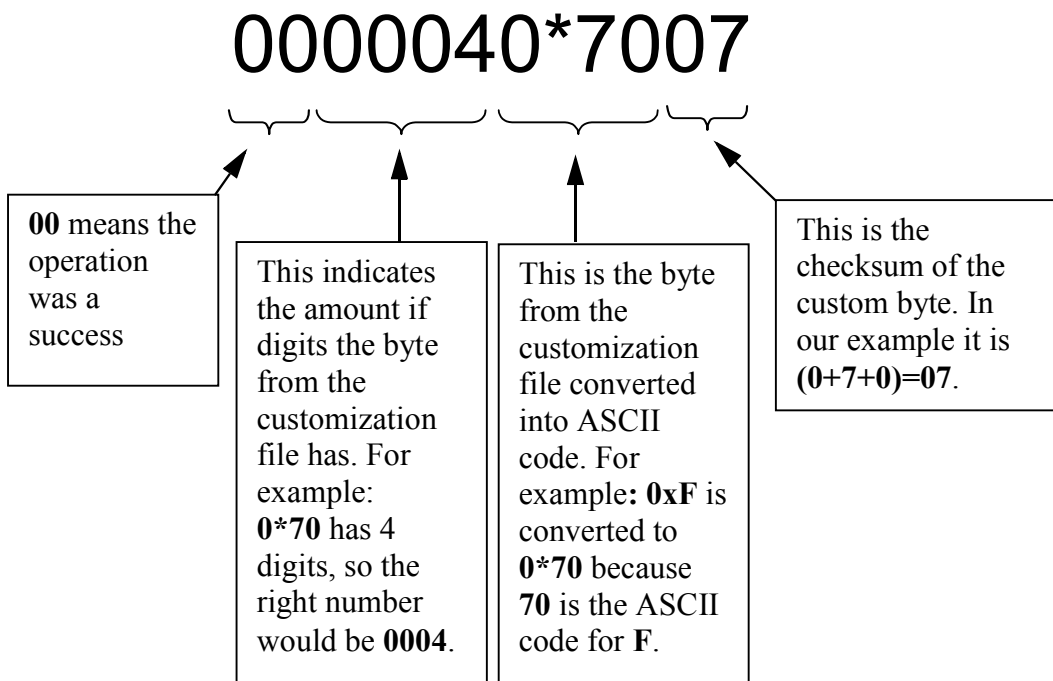 0000040*7007
00 means the
operation
was a
success
This indicates
the amount if
digits the byte
from the
customization
file has. For
example:
0*70 has 4
digits, so the
right number
would be 0004.
This is the byte
from the
customization
file converted
into ASCII
code. For
example: 0xF is
converted to
0*70 because
70 is the ASCII
code for F.
This is the
checksum of the
custom byte. In
our example it is
(0+7+0)=07.